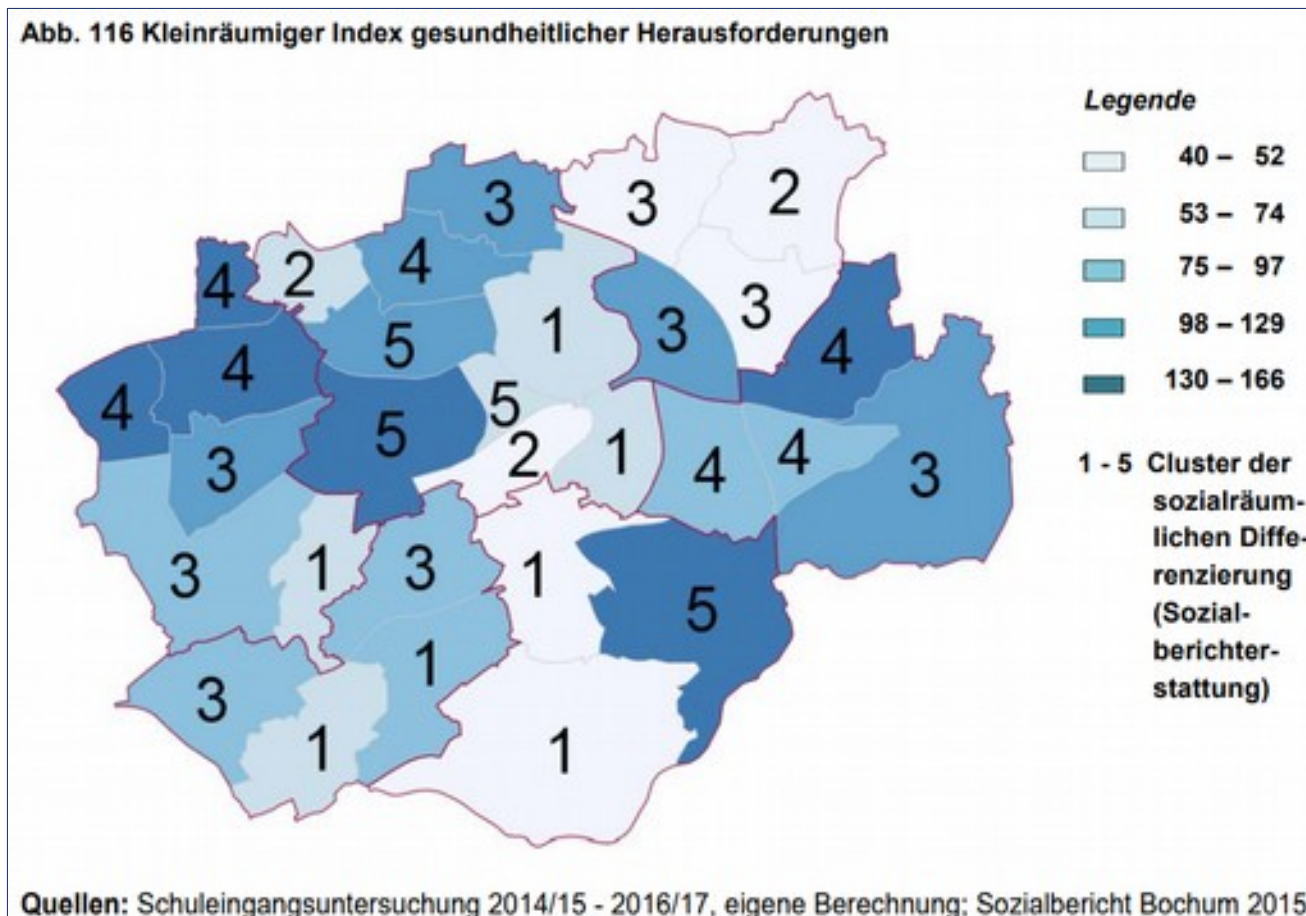 Abb. 116 Kleinräumiger Index gesundheitlicher Herausforderungen
Legende
40 – 52
53 – 74
75 – 97
98 – 129
130 – 166
1 - 5 Cluster der
sozialräum-
lichen Diffe-
renzierung
(Sozial-
berichter-
stattung)
3
3
2
4
2
4
3
5
1
3
4
4
4
5
5
2
1
4
4
3
3
3
1
3
1
5
3
1
1
1
Quellen: Schuleingangsuntersuchung 2014/15 - 2016/17, eigene Berechnung; Sozialbericht Bochum 2015